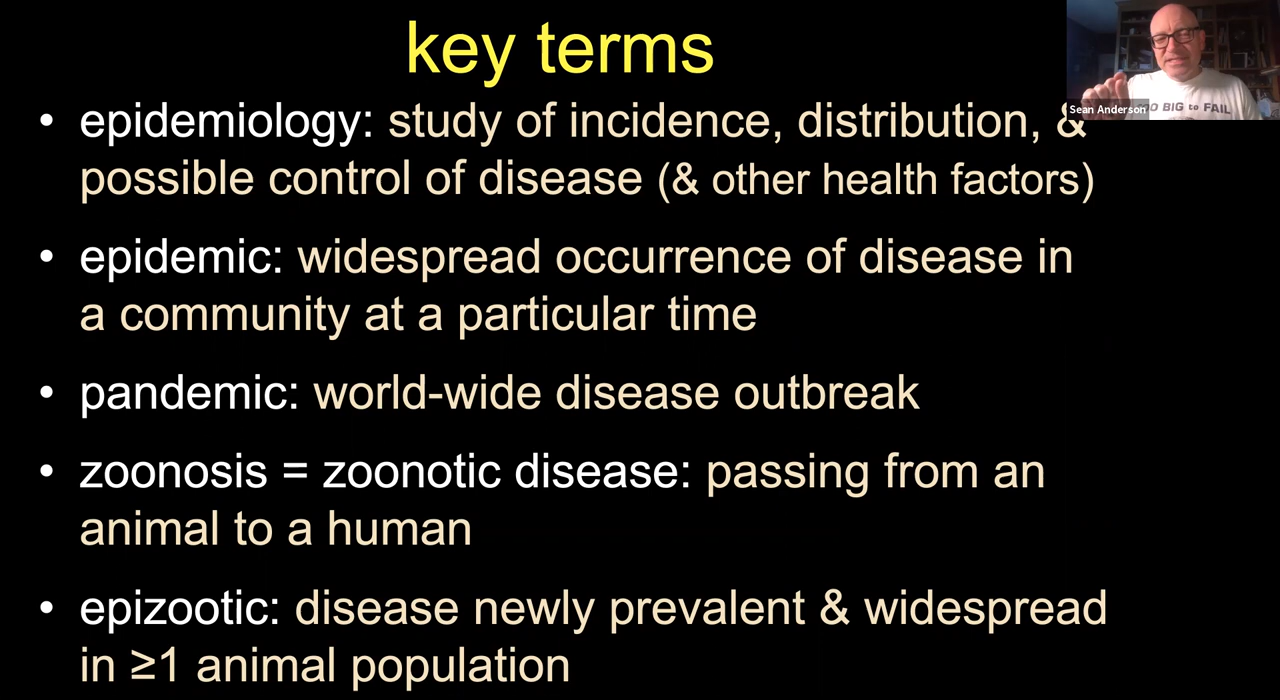 key terms
• epidemiology: study of incidence, distribution, &
possible control of disease (& other health factors)
• epidemic: widespread occurrence of disease in
a community at a particular time
• pandemic: world-wide disease outbreak
• zoonosis = zoonotic disease: passing from an
animal to a human
• epizootic: disease newly prevalent & widespread
in ≥1 animal population
Sean Anderson
BIG to FAIL